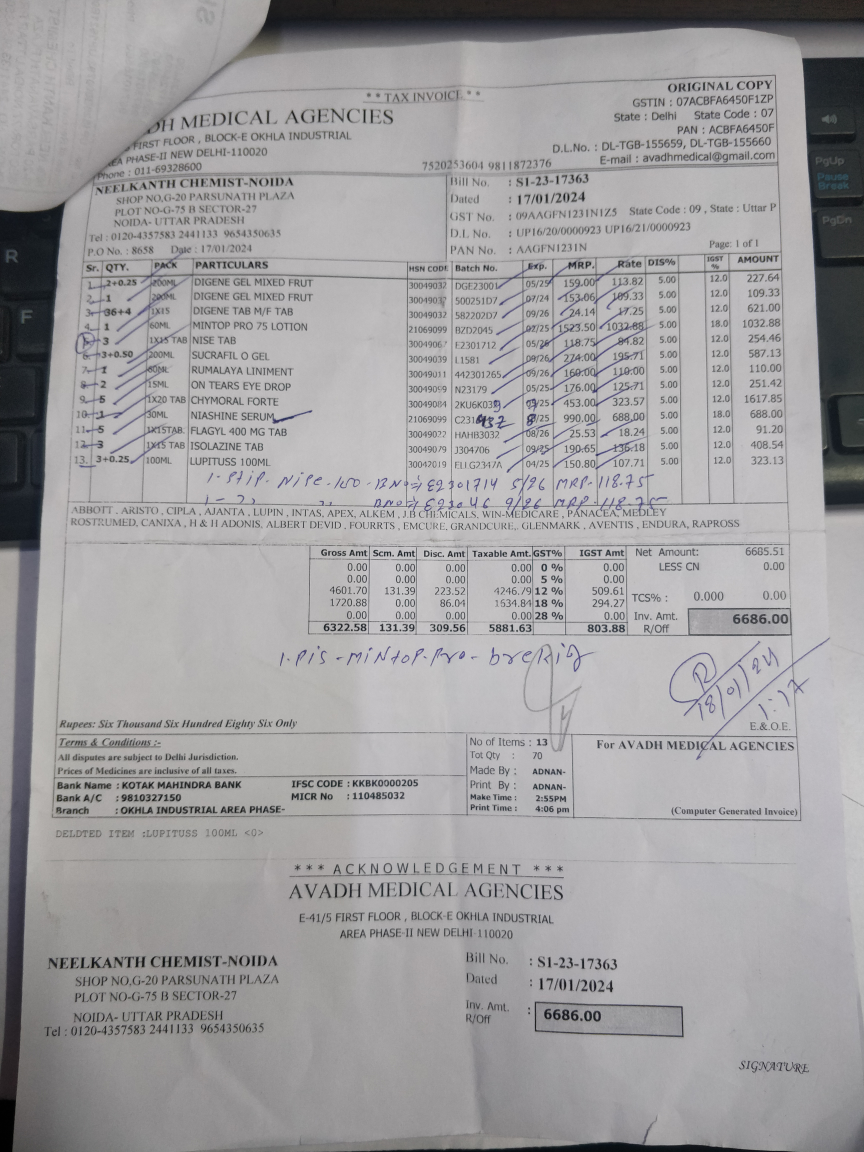 * * TAX INVOICE * *
ORIGINAL COPY
GSTIN : 07ACBFA6450F1ZP
State : Delhi State Code : 07
PAN : ACBFA6450F
D.L.No. : DL-TGB-155659, DL-TGB-155660
E-mail : avadhmedical@gmail.com
DH MEDICAL AGENCIES
FIRST FLOOR , BLOCK-E OKHLA INDUSTRIAL
AREA PHASE-II NEW DELHI-110020
Phone : 011-69328600
7520253604 9811872376
NEELKANTH CHEMIST-NOIDA
SHOP NO,G-20 PARSUNATH PLAZA
PLOT NO-G-75 B SECTOR-27
NOIDA- UTTAR PRADESH
Tel : 0120-4357583 2441133 9654350635
P.O No. : 8658 Date : 17/01/2024
Bill No. : S1-23-17363
Dated : 17/01/2024
GST No. : 09AAGFN1231N1Z5 State Code : 09 , State : Uttar P
D.L No. : UP16/20/0000923 UP16/21/0000923
PAN No. : AAGFN1231N
Page: 1 of 1
Sr. QTY. PACK PARTICULARS HSN CODE Batch No. Exp. MRP. Rate DIS% IGST % AMOUNT
1. 2+0.25 200ML DIGENE GEL MIXED FRUT 30049032 DGE23001 05/25 159.00 113.82 5.00 12.0 227.64
2. 1 200ML DIGENE GEL MIXED FRUT 500251D7 07/24 153.06 109.33 5.00 12.0 109.33
3. 36+4 1X15 DIGENE TAB M/F TAB 30049032 582202D7 09/26 24.14 17.25 5.00 12.0 621.00
4. 1 60ML MINTOP PRO 75 LOTION 21069099 BZD2045 1523.50 1032.88 5.00 18.0 1032.88
5. 3 1X15 TAB NISE TAB E2301712 05/26 118.75 84.82 5.00 12.0 254.46
6. 3+0.50 200ML SUCRAFIL O GEL 30049039 L1581 09/26 274.00 195.71 5.00 12.0 587.13
7. 1 60ML RUMALAYA LINIMENT 30049011 442301265 09/26 160.00 110.00 5.00 12.0 110.00
8. 2 15ML ON TEARS EYE DROP 30049099 N23179 05/25 176.00 125.71 5.00 12.0 251.42
9. 5 1X20 TAB CHYMORAL FORTE 30049084 453.00 323.57 5.00 12.0 1617.85
10. 1 30ML NIASHINE SERUM 21069099 990.00 688.00 5.00 18.0 688.00
11. 5 1X15TAB FLAGYL 400 MG TAB 30049022 HAHB3032 08/26 25.53 18.24 5.00 12.0 91.20
12. 3 1X15 TAB ISOLAZINE TAB 30049079 J304706 09/25 190.65 136.18 5.00 12.0 408.54
13. 3+0.25 100ML LUPITUSS 100ML 30042019 ELLG2347A 04/25 150.80 107.71 5.00 12.0 323.13
1- Stip. Nise-100 - BNo= E2301714 5/26 MRP-118.75
ABBOTT , ARISTO , CIPLA , AJANTA , LUPIN , INTAS, APEX, ALKEM , J.B CHEMICALS, WIN-MEDICARE , PANACEA, MEDLEY
ROSTRUMED, CANIXA , H & H ADONIS, ALBERT DEVID , FOURRTS , EMCURE, GRANDCURE,, GLENMARK , AVENTIS , ENDURA, RAPROSS
Gross Amt Scm. Amt Disc. Amt Taxable Amt. GST% IGST Amt
0.00 0.00 0.00 0.00 0 % 0.00
0.00 0.00 0.00 0.00 5 % 0.00
4601.70 131.39 223.52 4246.79 12 % 509.61
1720.88 0.00 86.04 1634.84 18 % 294.27
0.00 0.00 0.00 0.00 28 % 0.00
6322.58 131.39 309.56 5881.63 803.88
Net Amount: 6685.51
LESS CN 0.00
TCS% : 0.000 0.00
Inv. Amt. R/Off 6686.00
1-Pis-MiNtop-Pro-brekig
R
18/01/24
1:17
E.&O.E.
Rupees: Six Thousand Six Hundred Eighty Six Only
Terms & Conditions :-
All disputes are subject to Delhi Jurisdiction.
Prices of Medicines are inclusive of all taxes.
Bank Name : KOTAK MAHINDRA BANK IFSC CODE : KKBK0000205
Bank A/C : 9810327150 MICR No : 110485032
Branch : OKHLA INDUSTRIAL AREA PHASE-
No of Items : 13
Tot Qty : 70
Made By : ADNAN-
Print By : ADNAN-
Make Time : 2:55PM
Print Time : 4:06 pm
For AVADH MEDICAL AGENCIES
(Computer Generated Invoice)
DELDTED ITEM :LUPITUSS 100ML <0>
* * * ACKNOWLEDGEMENT * * *
AVADH MEDICAL AGENCIES
E-41/5 FIRST FLOOR , BLOCK-E OKHLA INDUSTRIAL
AREA PHASE-II NEW DELHI-110020
NEELKANTH CHEMIST-NOIDA
SHOP NO,G-20 PARSUNATH PLAZA
PLOT NO-G-75 B SECTOR-27
NOIDA- UTTAR PRADESH
Tel : 0120-4357583 2441133 9654350635
Bill No. : S1-23-17363
Dated : 17/01/2024
Inv. Amt. R/Off : 6686.00
SIGNATURE
R
F
PgUp
Pause
Break
PgDn